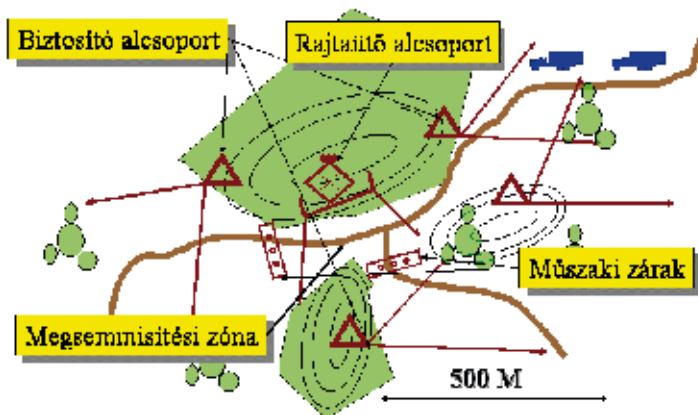 Biztosító alcsoport
Rajtaütő alcsoport
Műszaki zárak
Megsemmisítési zóna
500 M